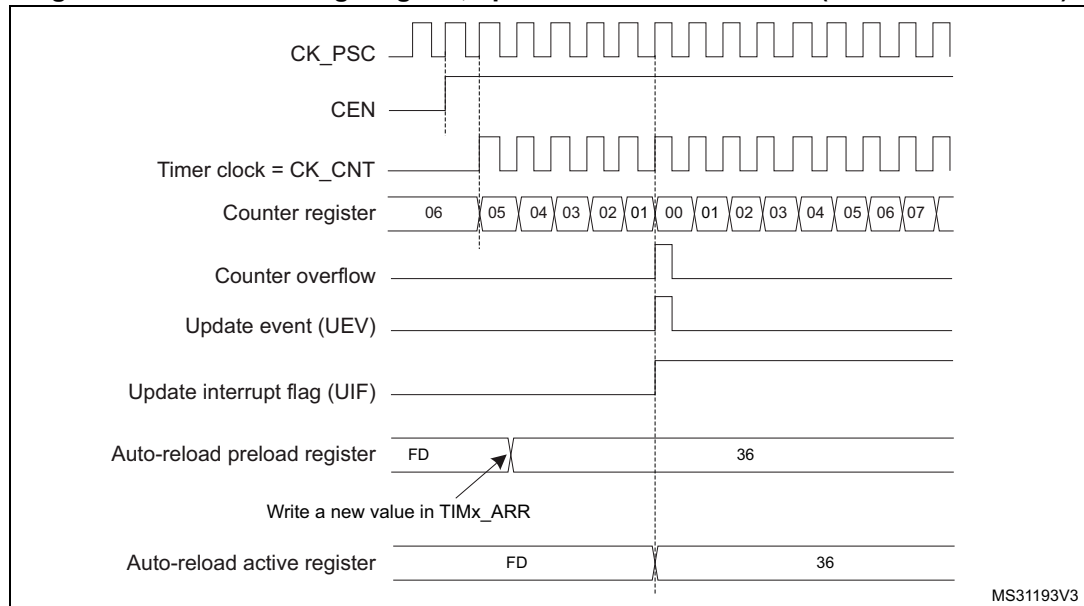 CK_PSC
CEN
Timer clock = CK_CNT
Counter register 06 05 04 03 02 01 00 01 02 03 04 05 06 07
Counter overflow
Update event (UEV)
Update interrupt flag (UIF)
Auto-reload preload register FD 36
Write a new value in TIMx_ARR
Auto-reload active register FD 36
MS31193V3